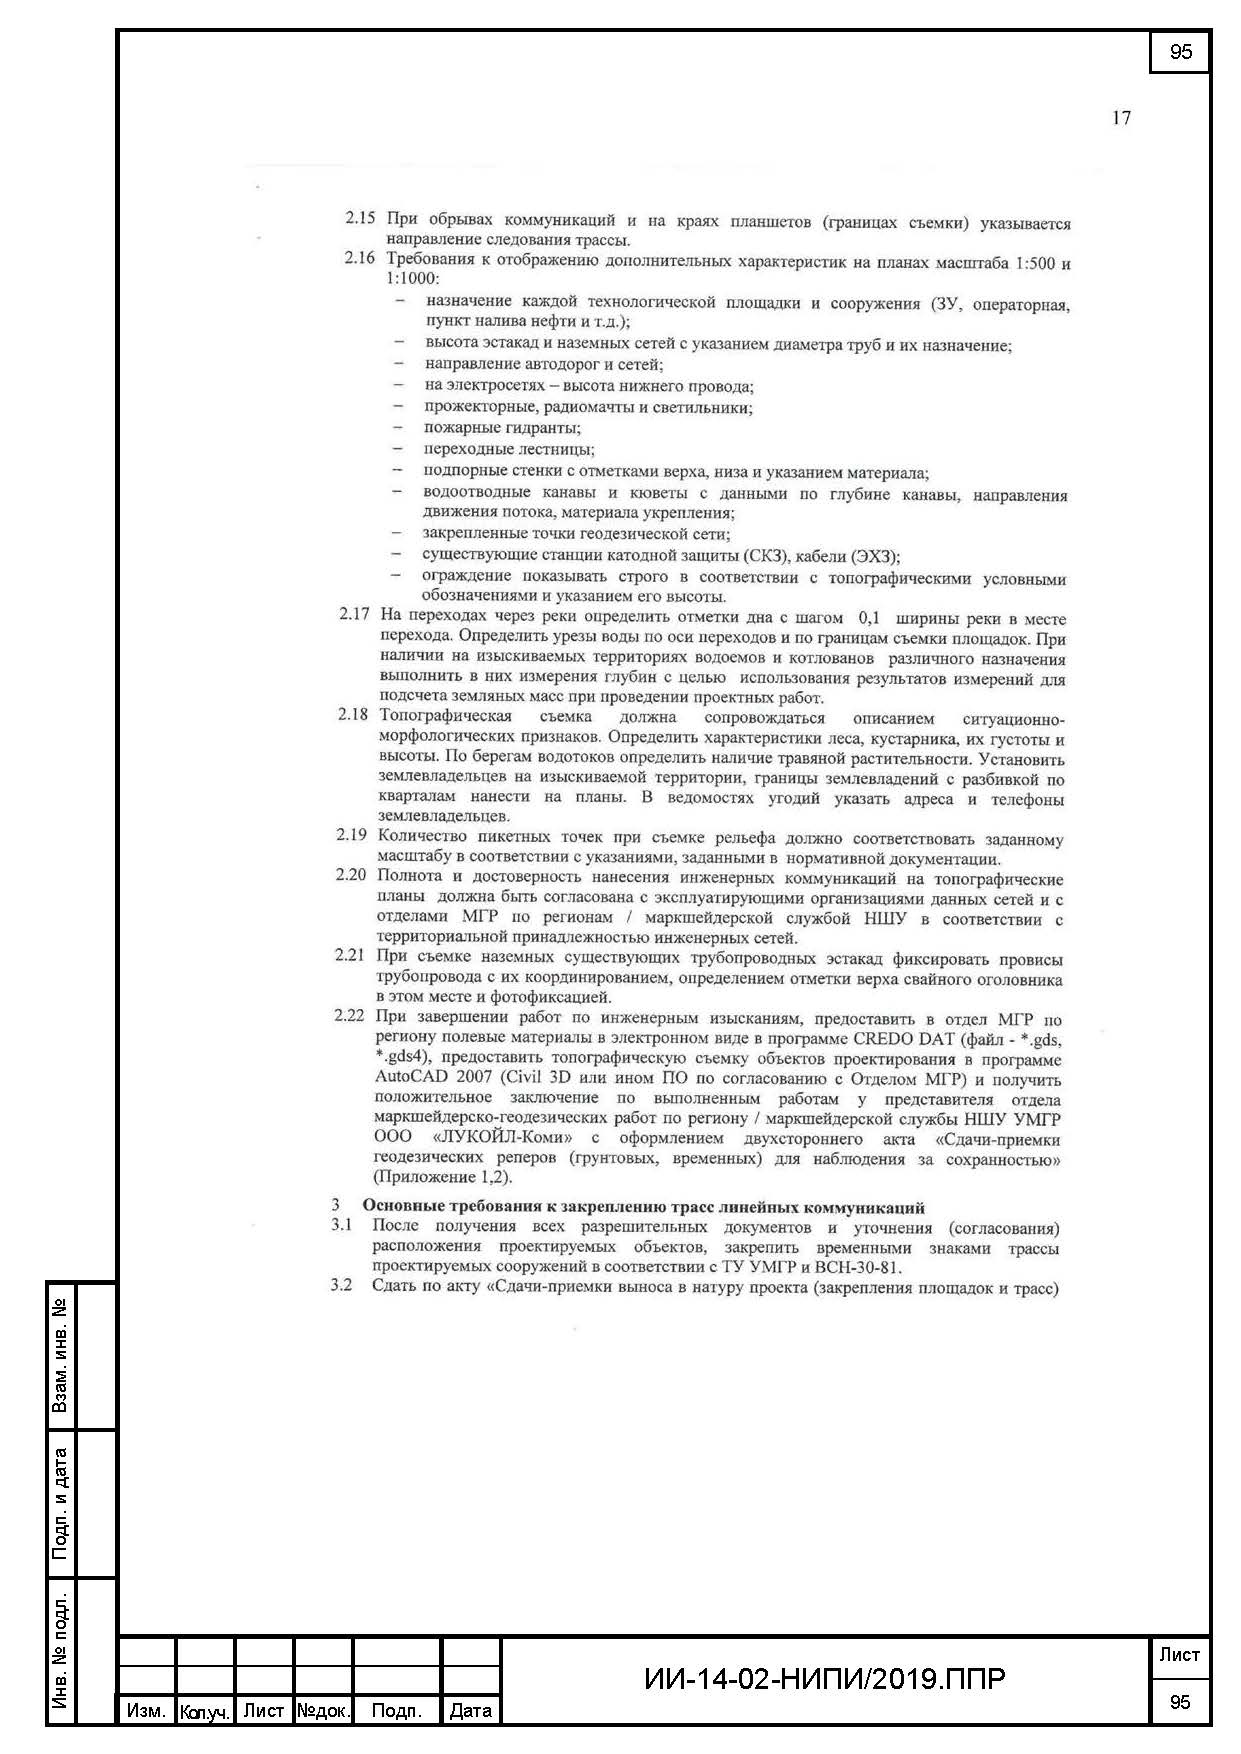 95
17
2.15 При обрывах коммуникаций и на краях планшетов (границах съемки) указывается
направление следования трассы.
2.16 Требования к отображению дополнительных характеристик на планах масштаба 1:500 и
1:1000:
– назначение каждой технологической площадки и сооружения (ЗУ, операторная,
пункт налива нефти и т.д.);
– высота эстакад и наземных сетей с указанием диаметра труб и их назначение;
– направление автодорог и сетей;
– на электросетях – высота нижнего провода;
– прожекторные, радиомачты и светильники;
– пожарные гидранты;
– переходные лестницы;
– подпорные стенки с отметками верха, низа и указанием материала;
– водоотводные канавы и кюветы с данными по глубине канавы, направления
движения потока, материала укрепления;
– закрепленные точки геодезической сети;
– существующие станции катодной защиты (СКЗ), кабели (ЭХЗ);
– ограждение показывать строго в соответствии с топографическими условными
обозначениями и указанием его высоты.
2.17 На переходах через реки определить отметки дна с шагом 0,1 ширины реки в месте
перехода. Определить урезы воды по оси переходов и по границам съемки площадок. При
наличии на изыскиваемых территориях водоемов и котлованов различного назначения
выполнить в них измерения глубин с целью использования результатов измерений для
подсчета земляных масс при проведении проектных работ.
2.18 Топографическая съемка должна сопровождаться описанием ситуационно-
морфологических признаков. Определить характеристики леса, кустарника, их густоты и
высоты. По берегам водотоков определить наличие травяной растительности. Установить
землевладельцев на изыскиваемой территории, границы землевладений с разбивкой по
кварталам нанести на планы. В ведомостях угодий указать адреса и телефоны
землевладельцев.
2.19 Количество пикетных точек при съемке рельефа должно соответствовать заданному
масштабу в соответствии с указаниями, заданными в нормативной документации.
2.20 Полнота и достоверность нанесения инженерных коммуникаций на топографические
планы должна быть согласована с эксплуатирующими организациями данных сетей и с
отделами МГР по регионам / маркшейдерской службой НШУ в соответствии с
территориальной принадлежностью инженерных сетей.
2.21 При съемке наземных существующих трубопроводных эстакад фиксировать провисы
трубопровода с их координированием, определением отметки верха свайного оголовника
в этом месте и фотофиксацией.
2.22 При завершении работ по инженерным изысканиям, предоставить в отдел МГР по
региону полевые материалы в электронном виде в программе CREDO DAT (файл - *.gds,
*.gds4), предоставить топографическую съемку объектов проектирования в программе
AutoCAD 2007 (Civil 3D или ином ПО по согласованию с Отделом МГР) и получить
положительное заключение по выполненным работам у представителя отдела
маркшейдерско-геодезических работ по региону / маркшейдерской службы НШУ УМГР
ООО «ЛУКОЙЛ-Коми» с оформлением двухстороннего акта «Сдачи-приемки
геодезических реперов (грунтовых, временных) для наблюдения за сохранностью»
(Приложение 1,2).
3 Основные требования к закреплению трасс линейных коммуникаций
3.1 После получения всех разрешительных документов и уточнения (согласования)
расположения проектируемых объектов, закрепить временными знаками трассы
проектируемых сооружений в соответствии с ТУ УМГР и ВСН-30-81.
3.2 Сдать по акту «Сдачи-приемки выноса в натуру проекта (закрепления площадок и трасс)
Взам. инв. №
Подп. и дата
Инв. № подл.
Изм. Кол.уч. Лист №док. Подп. Дата
ИИ-14-02-НИПИ/2019.ППР
Лист
95